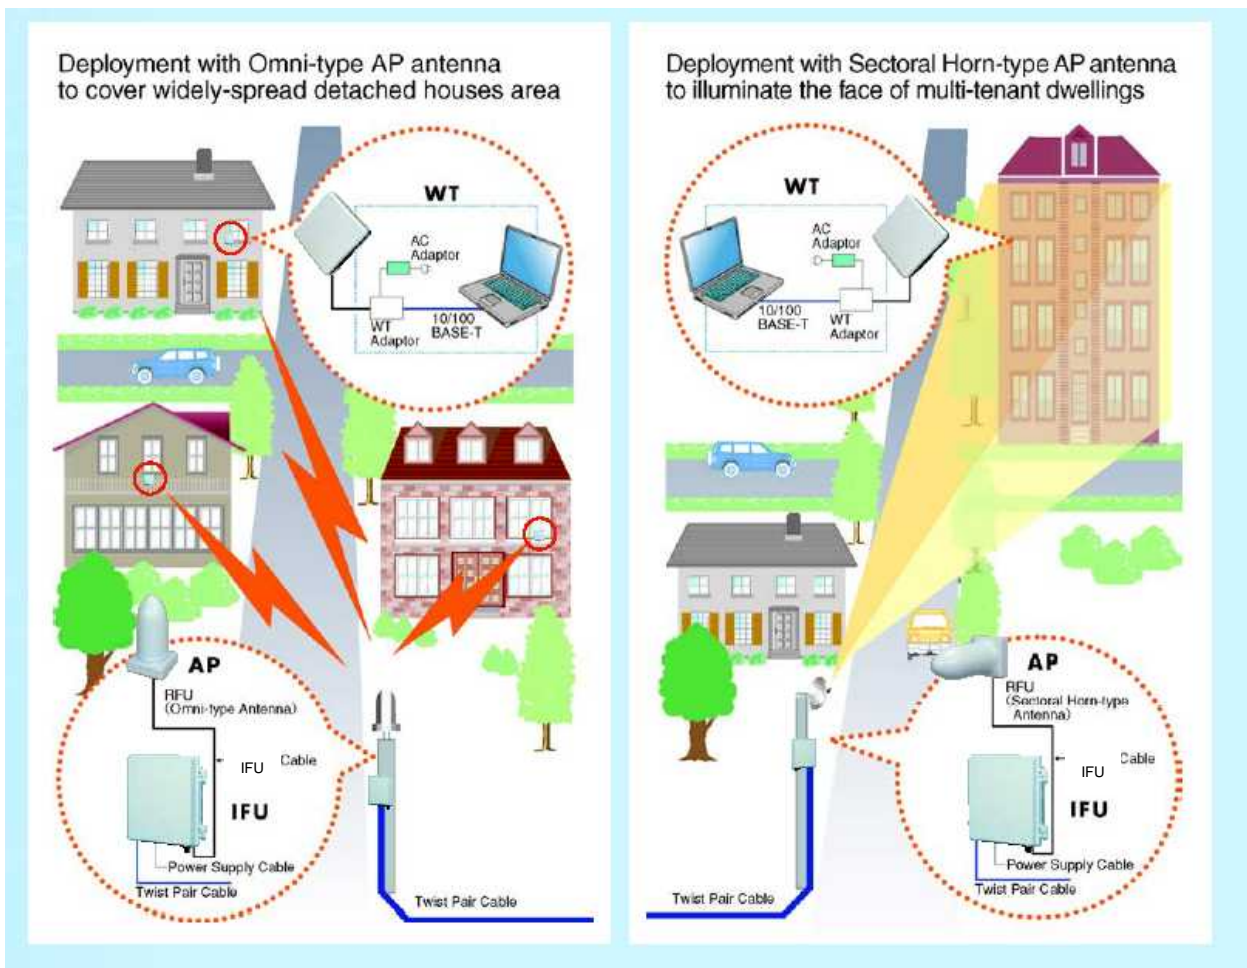 Deployment with Omni-type AP antenna
to cover widely-spread detached houses area
WT
AC
Adaptor
10/100
BASE-T
WT
Adaptor
AP
RFU
(Omni-type Antenna)
IFU Cable
IFU
Power Supply Cable
Twist Pair Cable
Twist Pair Cable
Deployment with Sectoral Horn-type AP antenna
to illuminate the face of multi-tenant dwellings
WT
AC
Adaptor
10/100
BASE-T
WT
Adaptor
AP
RFU
(Sectoral Horn-type
Antenna)
IFU Cable
IFU
Power Supply Cable
Twist Pair Cable
Twist Pair Cable